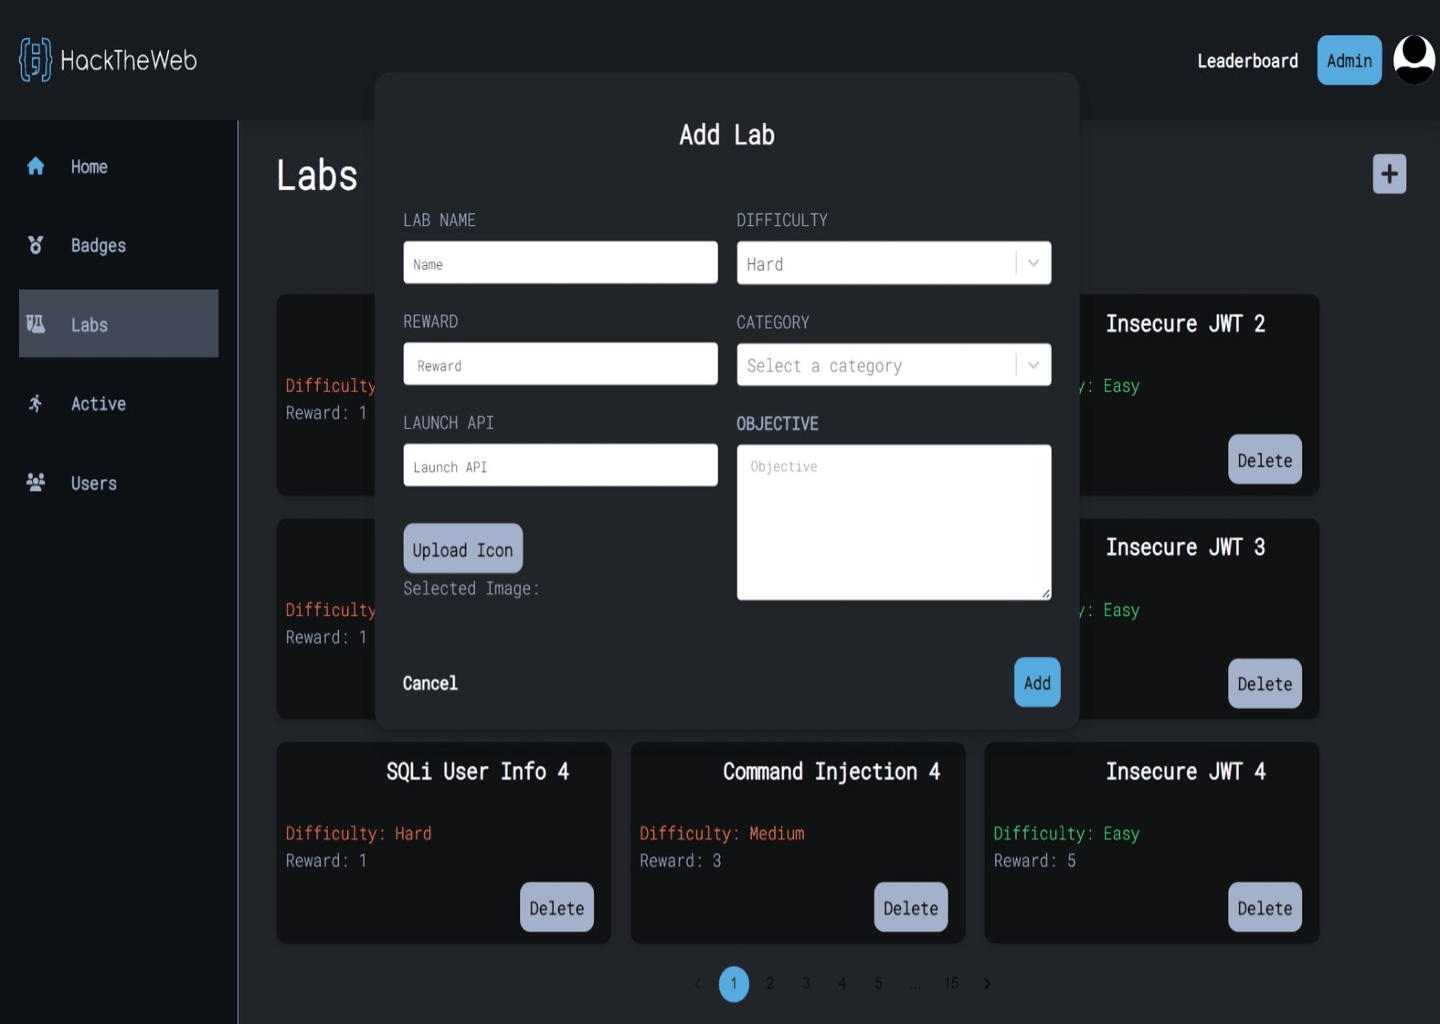 HackTheWeb
Leaderboard
Admin
Home
Badges
Labs
Active
Users
Labs
Add Lab
LAB NAME
Name
DIFFICULTY
Hard
REWARD
Reward
CATEGORY
Select a category
LAUNCH API
Launch API
OBJECTIVE
Objective
Upload Icon
Selected Image:
Cancel
Add
Difficulty
Reward: 1
Insecure JWT 2
y: Easy
Delete
Difficulty
Reward: 1
Insecure JWT 3
y: Easy
Delete
SQLi User Info 4
Difficulty: Hard
Reward: 1
Delete
Command Injection 4
Difficulty: Medium
Reward: 3
Delete
Insecure JWT 4
Difficulty: Easy
Reward: 5
Delete
‹ 1 2 3 4 5 ... 15 ›